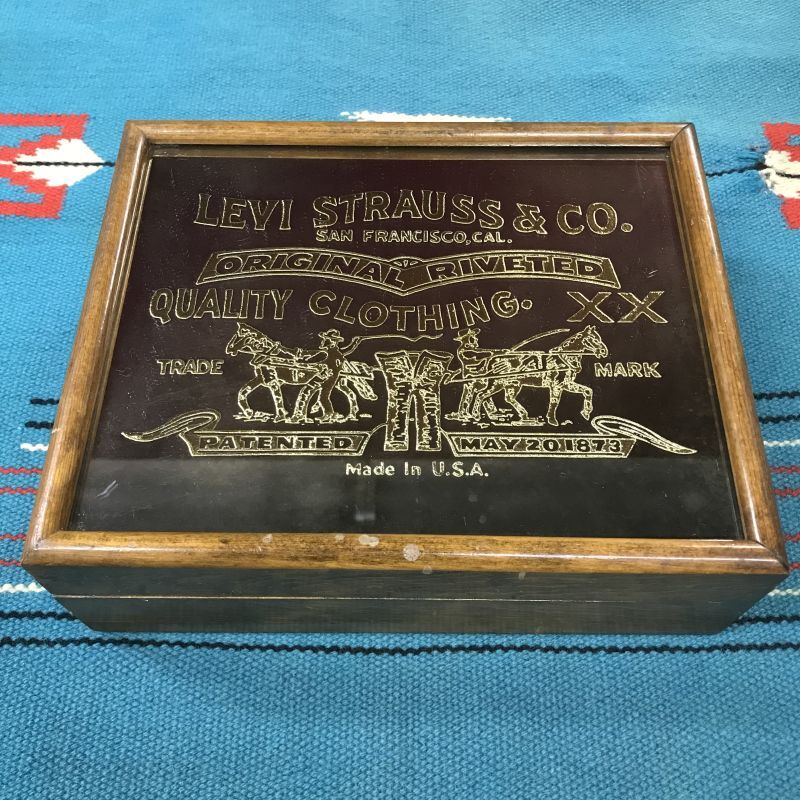 LEVI STRAUSS & CO.
SAN FRANCISCO, CAL.
ORIGINAL RIVETED
QUALITY CLOTHING. XX
TRADE MARK
PATENTED MAY 20 1873
Made In U.S.A.